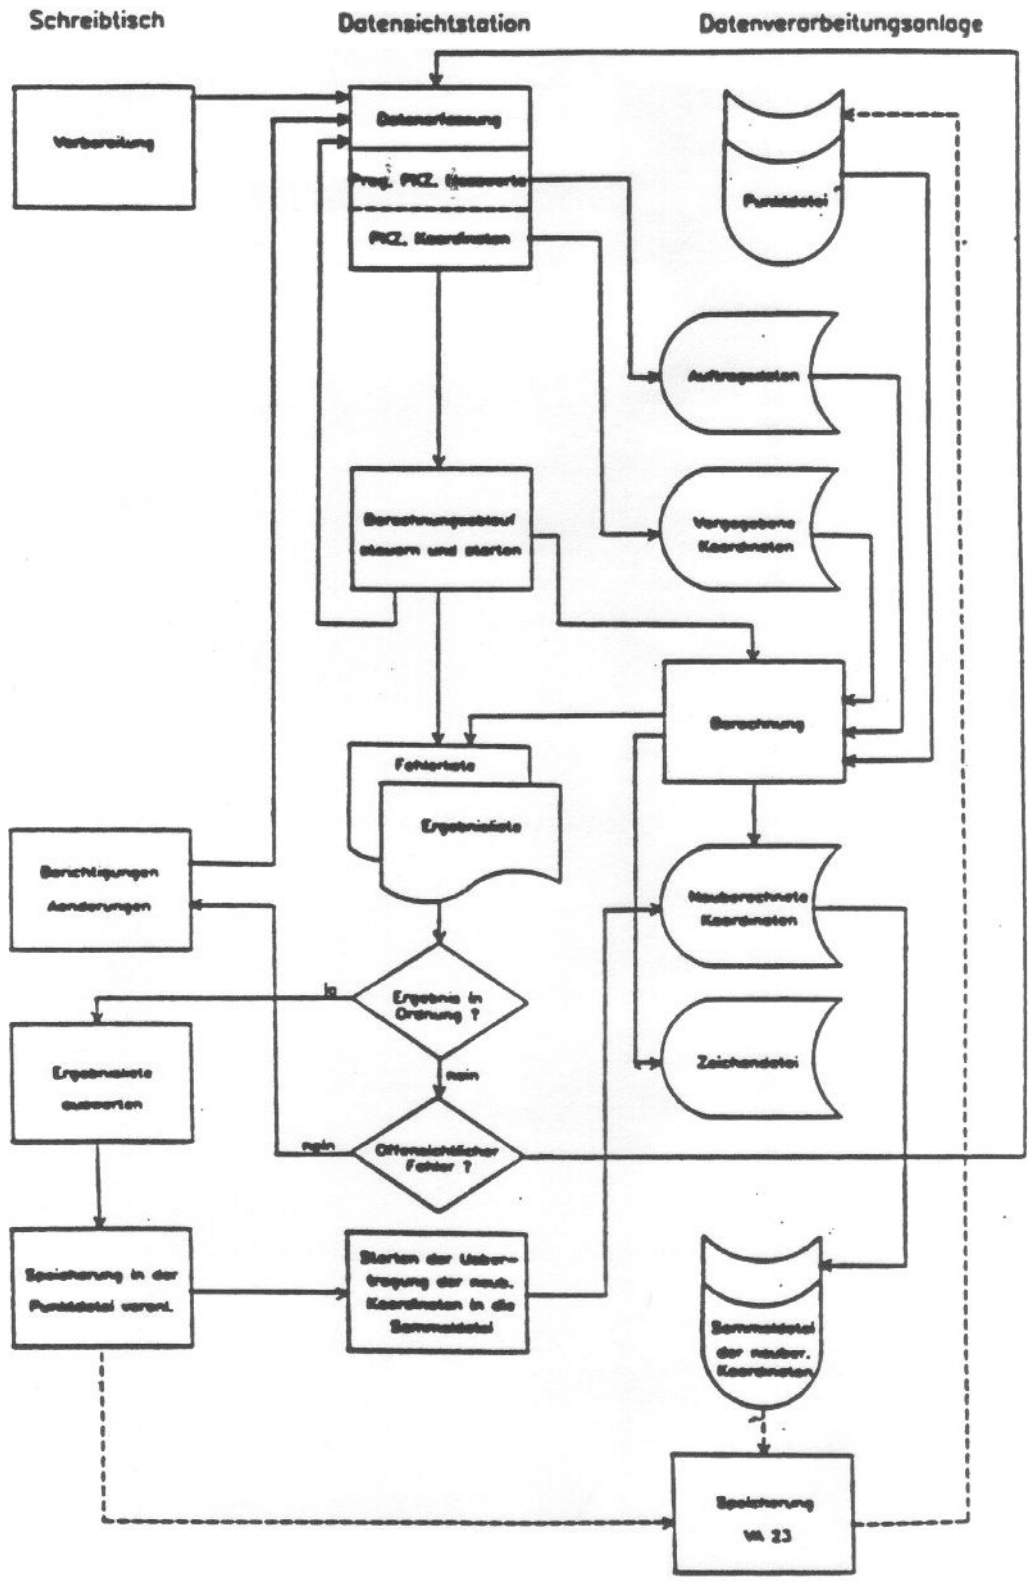 Schreibtisch
Datensichtstation
Datenverarbeitungsanlage
Vorbereitung
Datenerfassung
Prog. PKZ. Messwerte
PKZ. Koordinaten
Punktdatei
Auftragsdaten
Berechnungsablauf
steuern und starten
Vorgegebene
Koordinaten
Berechnung
Fehlerliste
Ergebnisliste
Berichtigungen
Aenderungen
Neuberechnete
Koordinaten
ja
Ergebnis in
Ordnung ?
nein
Ergebnisliste
auswerten
Zeichendatei
nein
Offensichtlicher
Fehler ?
Speicherung in der
Punktdatei veranl.
Starten der Ueber-
tragung der neub.
Koordinaten in die
Sammeldatei
Sammeldatei
der neuber.
Koordinaten
Speicherung
VA 23